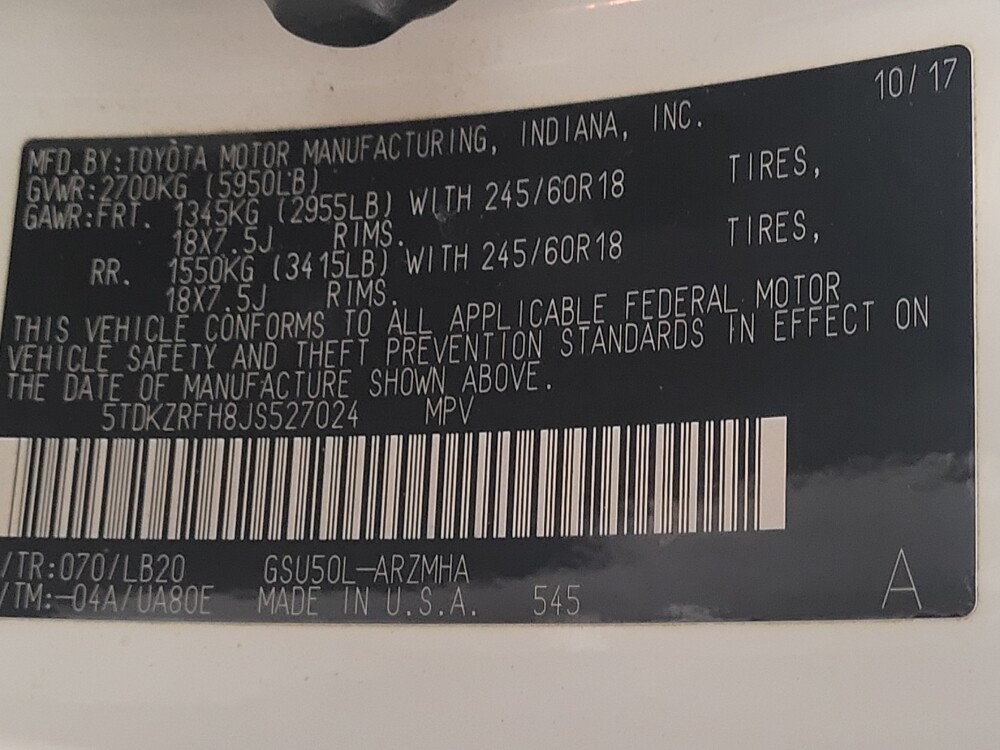 10/17
MFD.BY:TOYOTA MOTOR MANUFACTURING, INDIANA, INC.
GVWR:2700KG (5950LB)
GAWR:FRT. 1345KG (2955LB) WITH 245/60R18 TIRES,
18X7.5J RIMS.
RR. 1550KG (3415LB) WITH 245/60R18 TIRES,
18X7.5J RIMS.
THIS VEHICLE CONFORMS TO ALL APPLICABLE FEDERAL MOTOR
VEHICLE SAFETY AND THEFT PREVENTION STANDARDS IN EFFECT ON
THE DATE OF MANUFACTURE SHOWN ABOVE.
5TDKZRFH8JS527024 MPV
/TR:070/LB20 GSU50L-ARZMHA
/TM:-04A/UA80E MADE IN U.S.A. 545
A